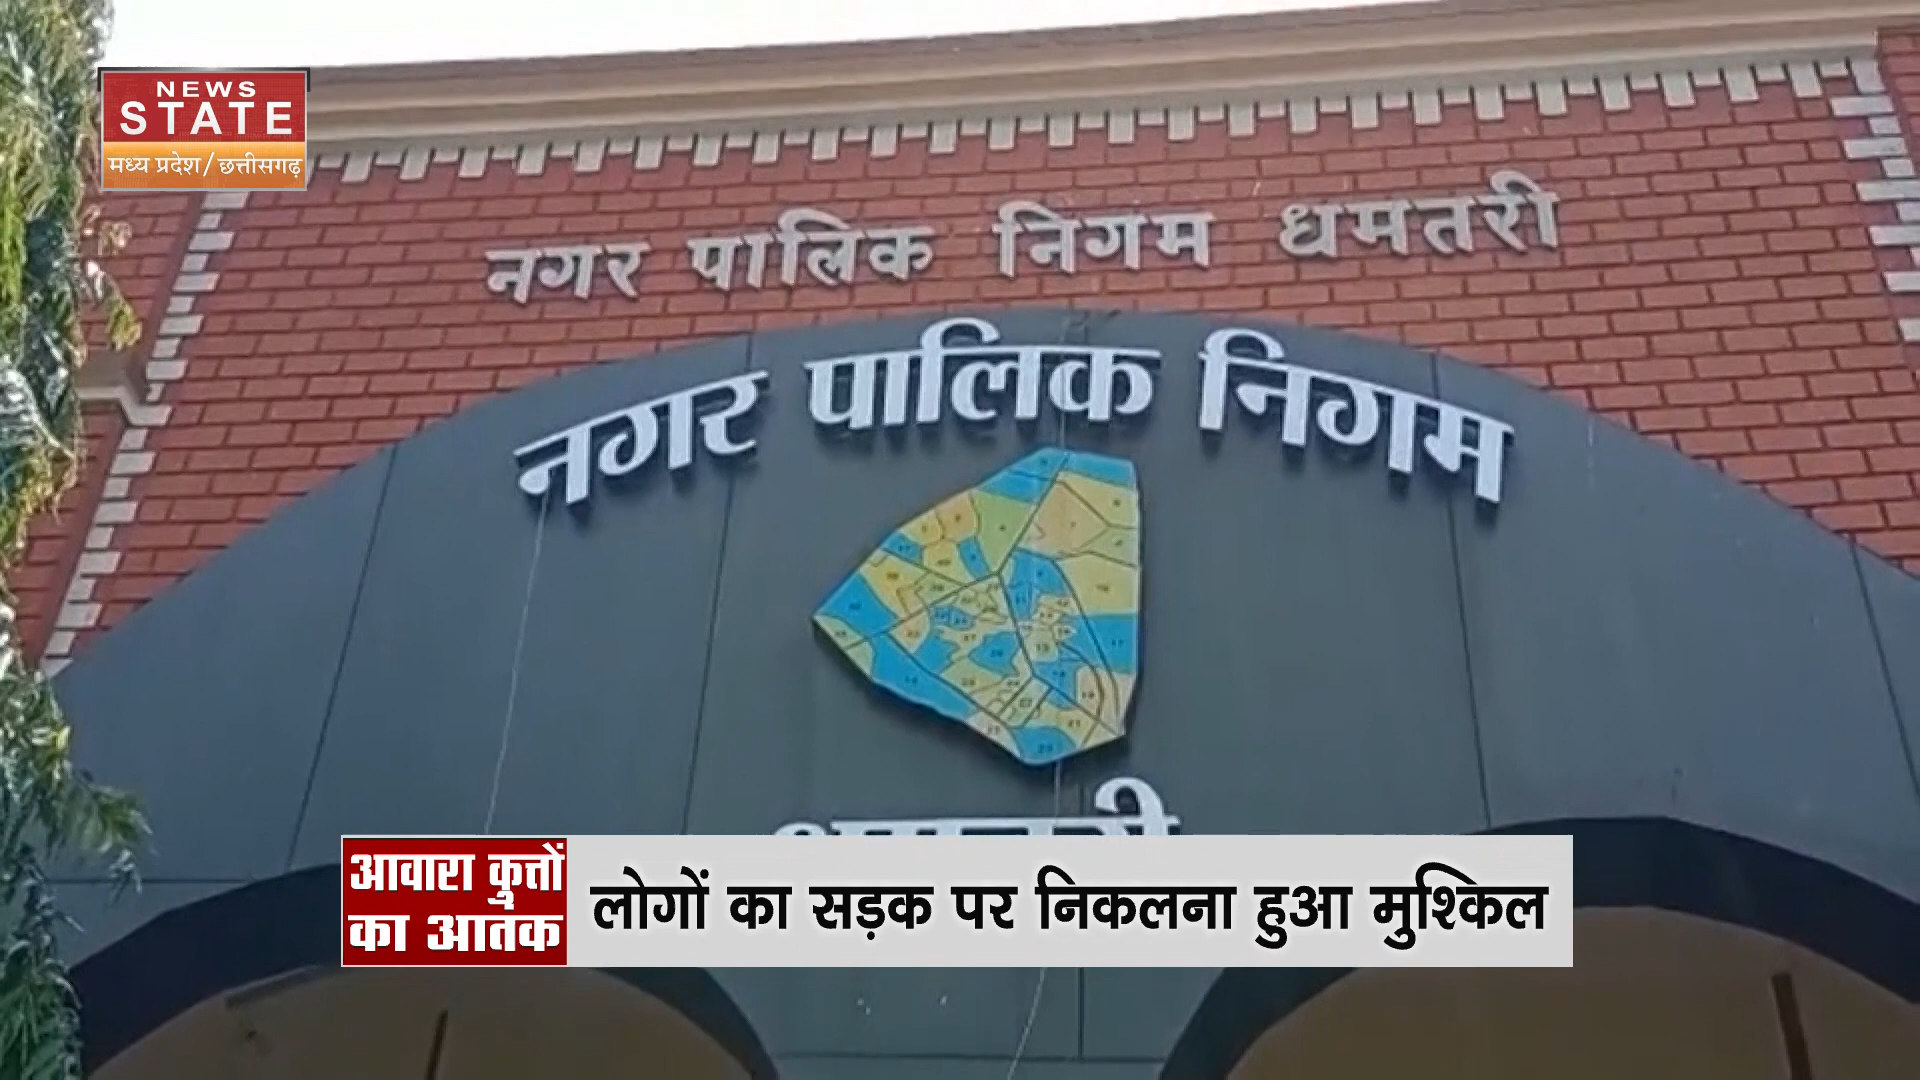 NEWS
STATE
मध्य प्रदेश/छत्तीसगढ़
नगर पालिक निगम धमतरी
नगर पालिक निगम
आवारा कुत्तों
का आतंक
लोगों का सड़क पर निकलना हुआ मुश्किल